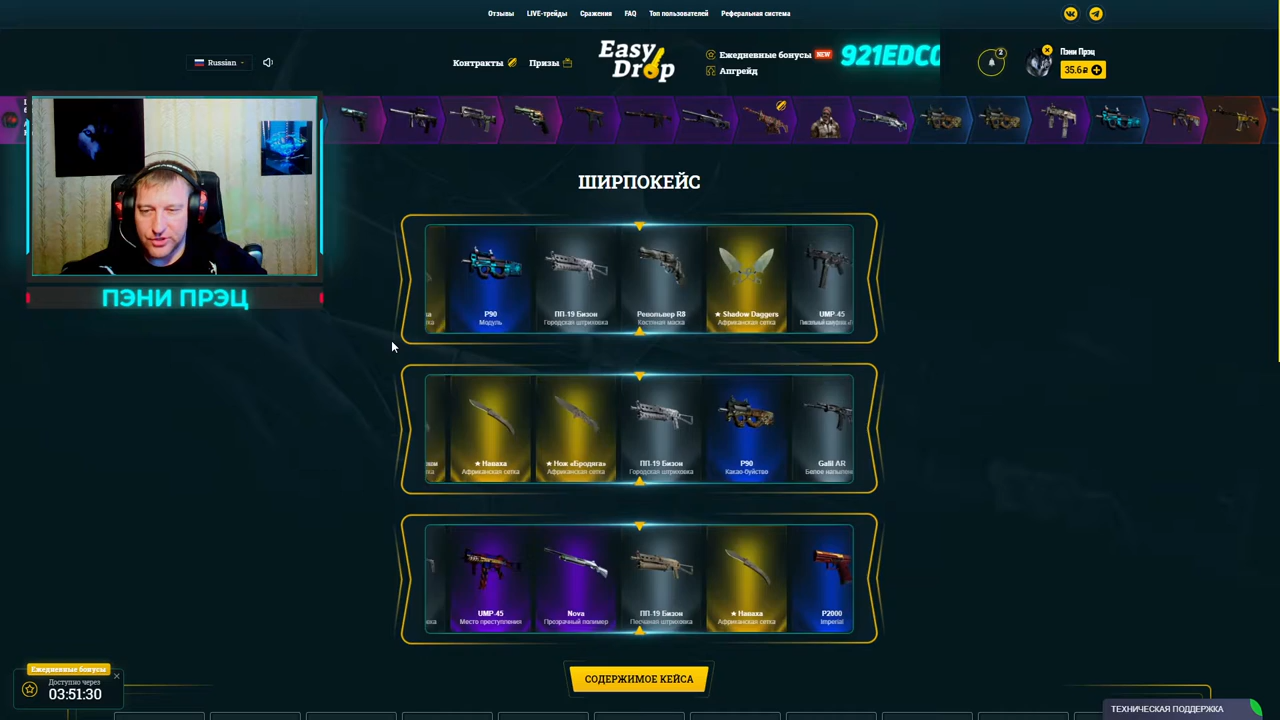 Отзывы LIVE-трейды Сражения FAQ Топ пользователей Реферальная система
Russian
Контракты Призы
Easy Drop
Ежедневные бонусы NEW
Апгрейд
921EDCO
2
Пэни Прэц
35.6₽
ПЭНИ ПРЭЦ
ШИРПОКЕЙС
P90
Модуль
ПП-19 Бизон
Городская штриховка
Револьвер R8
Костяная маска
★ Shadow Daggers
Африканская сетка
UMP-45
★ Наваха
Африканская сетка
★ Нож «Бродяга»
Африканская сетка
ПП-19 Бизон
Городская штриховка
P90
Какао-буйство
Galil AR
UMP-45
Место преступления
Nova
Прозрачный полимер
ПП-19 Бизон
Песчаная штриховка
★ Наваха
Африканская сетка
P2000
Imperial
СОДЕРЖИМОЕ КЕЙСА
Ежедневные бонусы
Доступно через
03:51:30
ТЕХНИЧЕСКАЯ ПОДДЕРЖКА